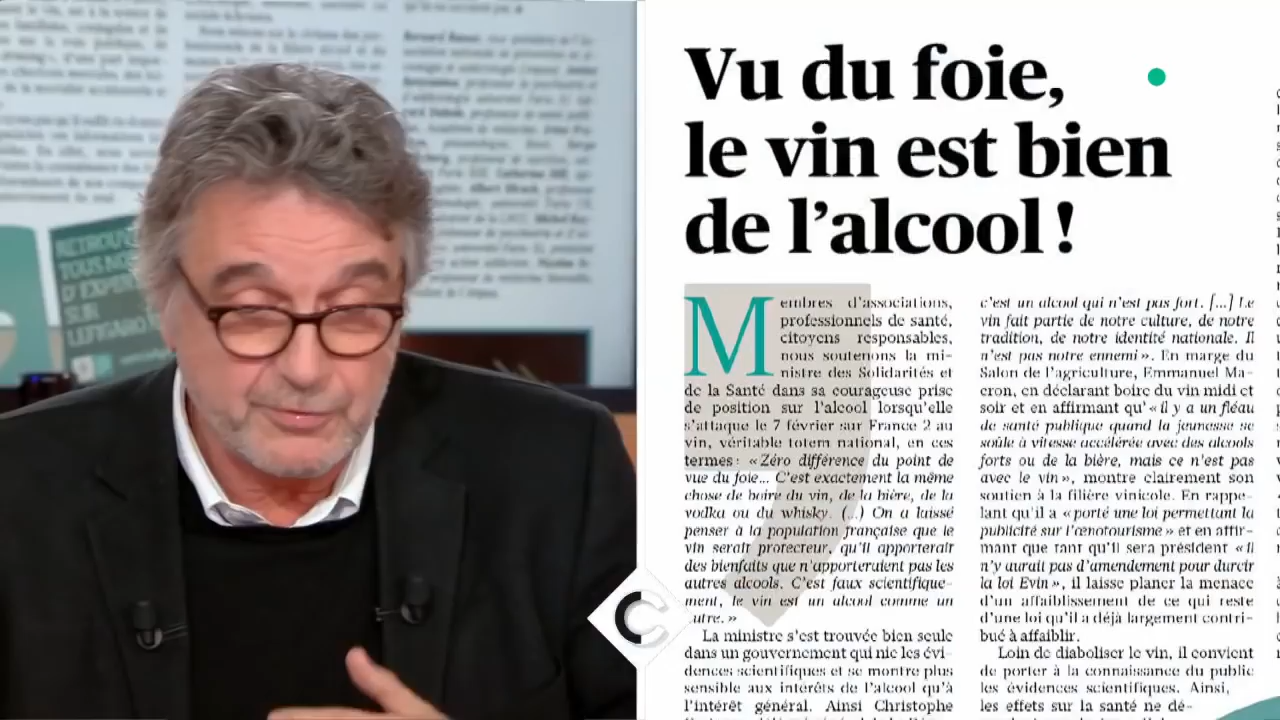 RETROUV
TOUS NOS
D'EXPER
SUR
LEFIGARO
C
Vu du foie,
le vin est bien
de l'alcool !
Membres d'associations,
professionnels de santé,
citoyens responsables,
nous soutenons la mi-
nistre des Solidarités et
de la Santé dans sa courageuse prise
de position sur l'alcool lorsqu'elle
s'attaque le 7 février sur France 2 au
vin, véritable totem national, en ces
termes : « Zéro différence du point de
vue du foie... C'est exactement la même
chose de boire du vin, de la bière, de la
vodka ou du whisky. (...) On a laissé
penser à la population française que le
vin serait protecteur, qu'il apporterait
des bienfaits que n'apporteraient pas les
autres alcools. C'est faux scientifique-
ment, le vin est un alcool comme un
utre. »
La ministre s'est trouvée bien seule
dans un gouvernement qui nie les évi-
dences scientifiques et se montre plus
sensible aux intérêts de l'alcool qu'à
l'intérêt général. Ainsi Christophe
c'est un alcool qui n'est pas fort. [...] Le
vin fait partie de notre culture, de notre
tradition, de notre identité nationale. Il
n'est pas notre ennemi ». En marge du
Salon de l'agriculture, Emmanuel Ma-
cron, en déclarant boire du vin midi et
soir et en affirmant qu'« il y a un fléau
de santé publique quand la jeunesse se
soûle à vitesse accélérée avec des alcools
forts ou de la bière, mais ce n'est pas
avec le vin », montre clairement son
soutien à la filière vinicole. En rappe-
lant qu'il a « porté une loi permettant la
publicité sur l'œnotourisme » et en affir-
mant que tant qu'il sera président « il
n'y aurait pas d'amendement pour durcir
la loi Evin », il laisse planer la menace
d'un affaiblissement de ce qui reste
d'une loi qu'il a déjà largement contri-
bué à affaiblir.
Loin de diaboliser le vin, il convient
de porter à la connaissance du public
les évidences scientifiques. Ainsi,
les effets sur la santé ne dé-